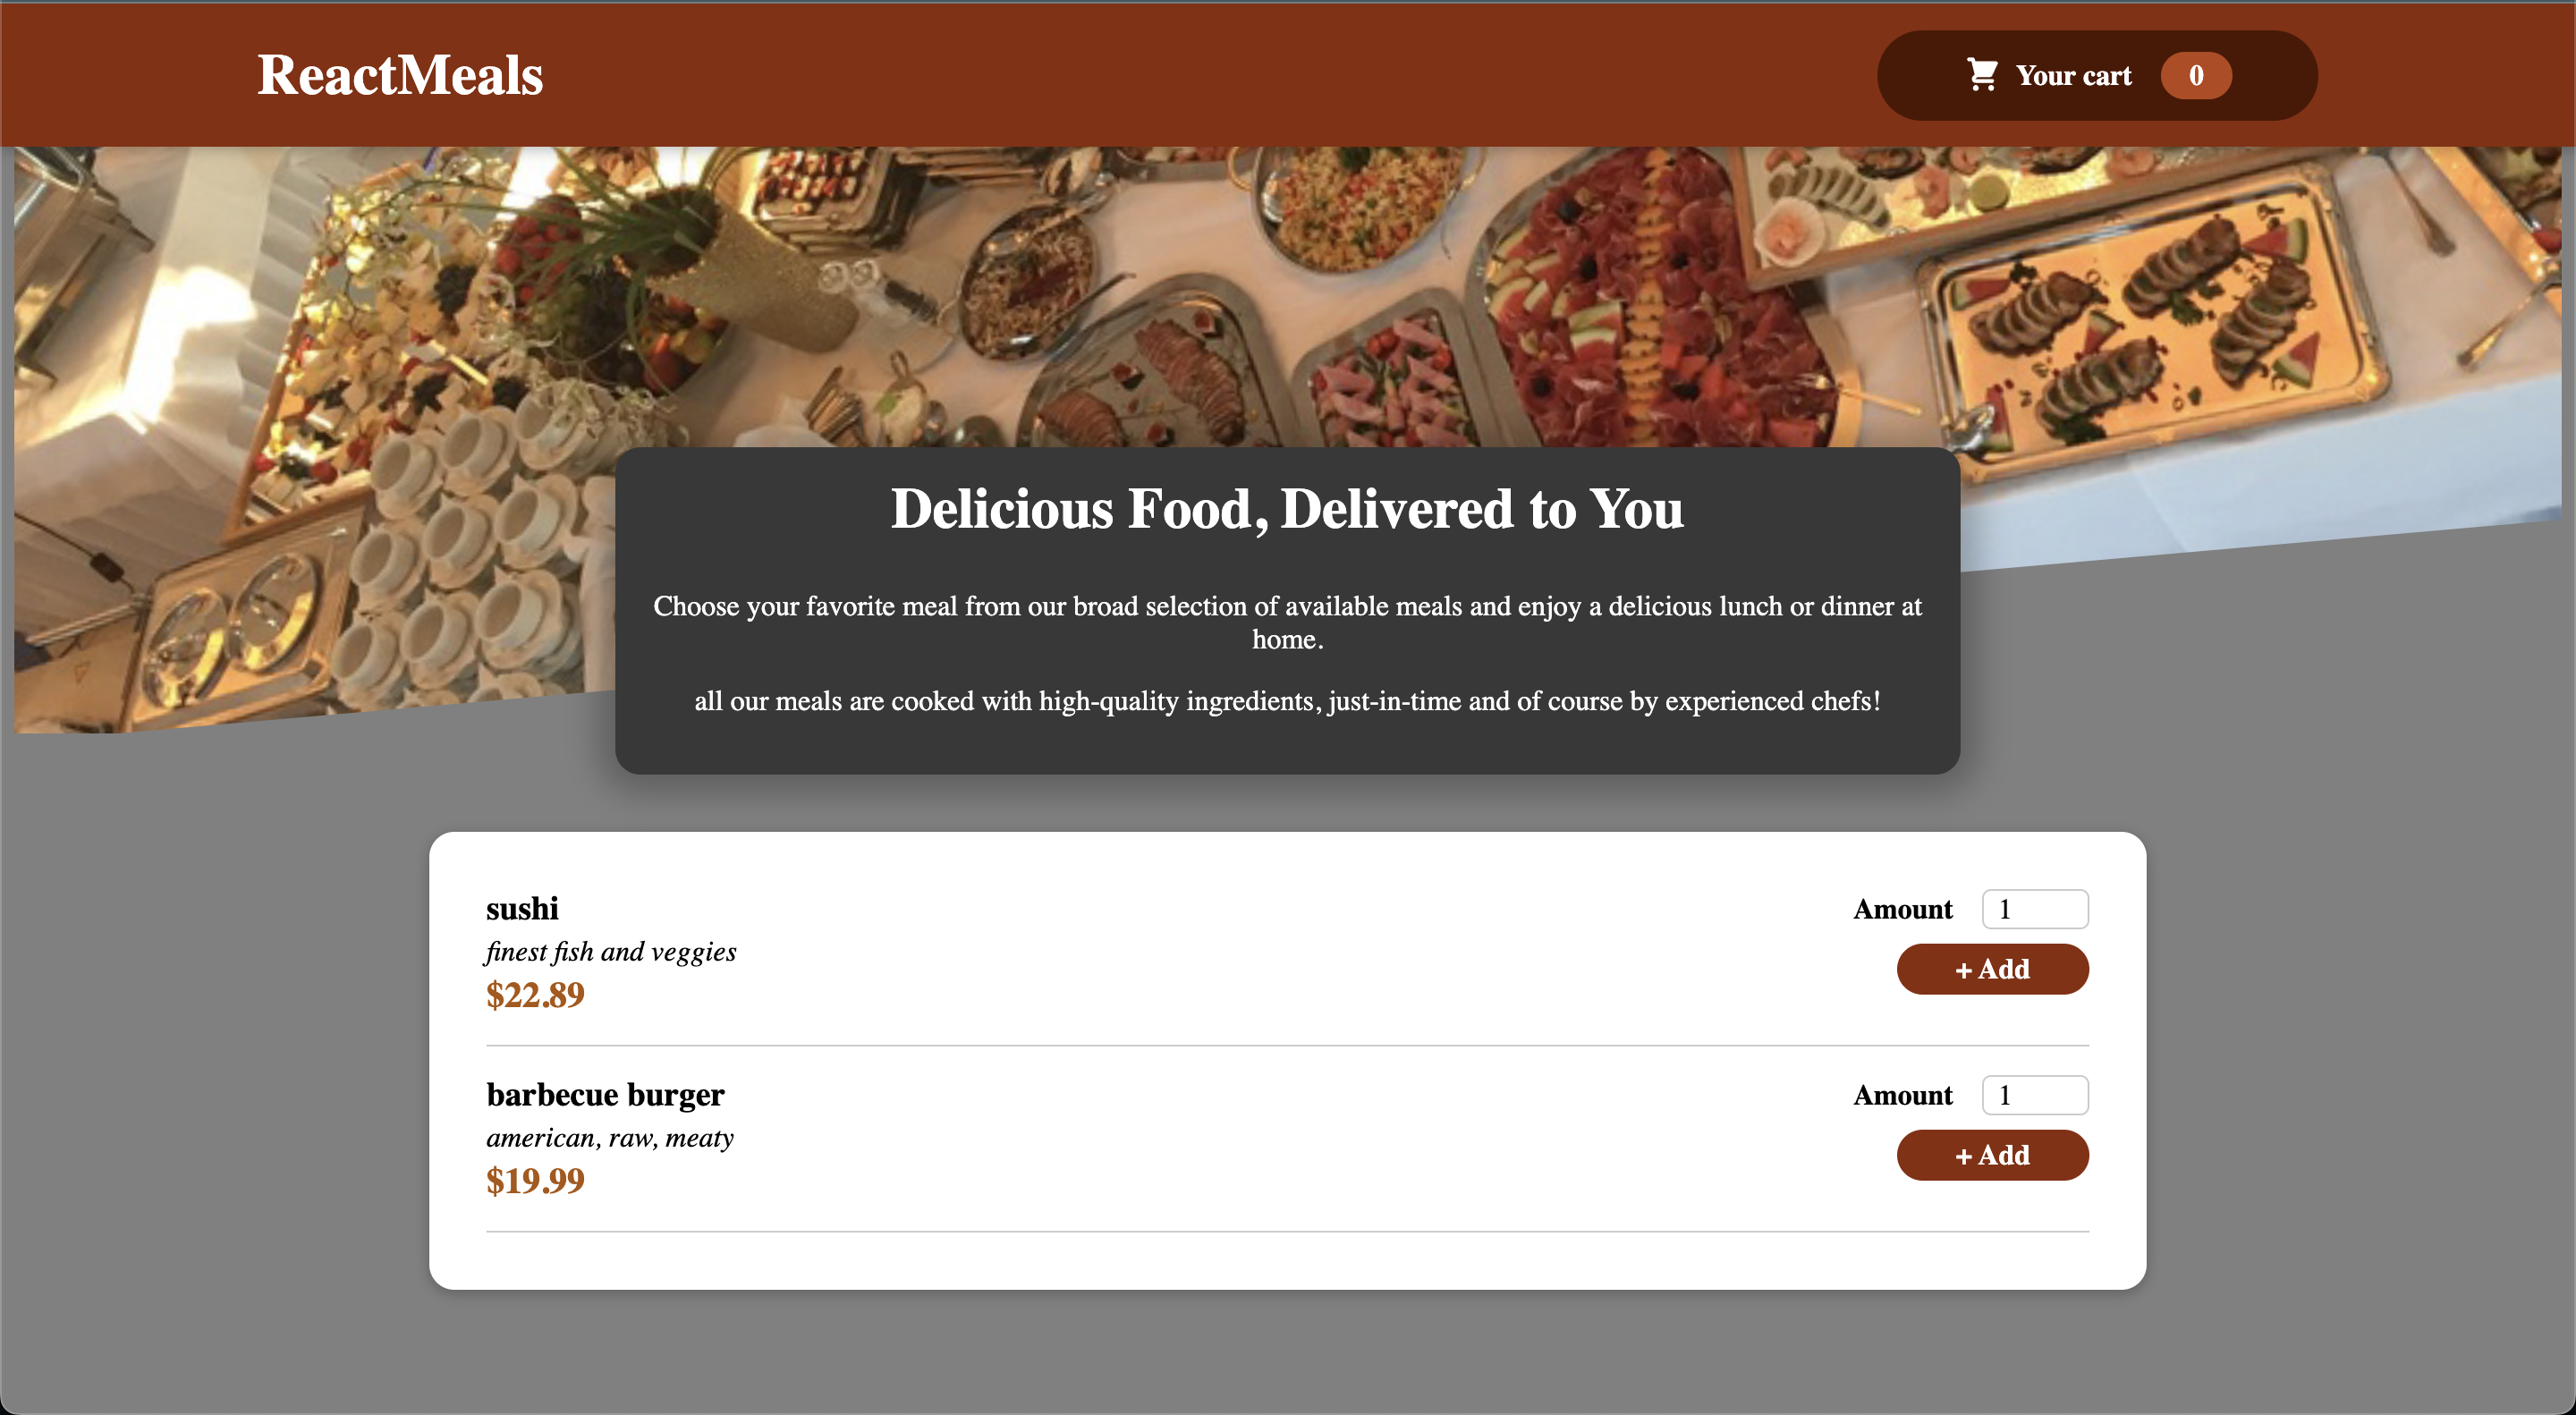 ReactMeals
Your cart 0
Delicious Food, Delivered to You
Choose your favorite meal from our broad selection of available meals and enjoy a delicious lunch or dinner at
home.
all our meals are cooked with high-quality ingredients, just-in-time and of course by experienced chefs!
sushi
Amount 1
finest fish and veggies
+ Add
$22.89
barbecue burger
Amount 1
american, raw, meaty
+ Add
$19.99